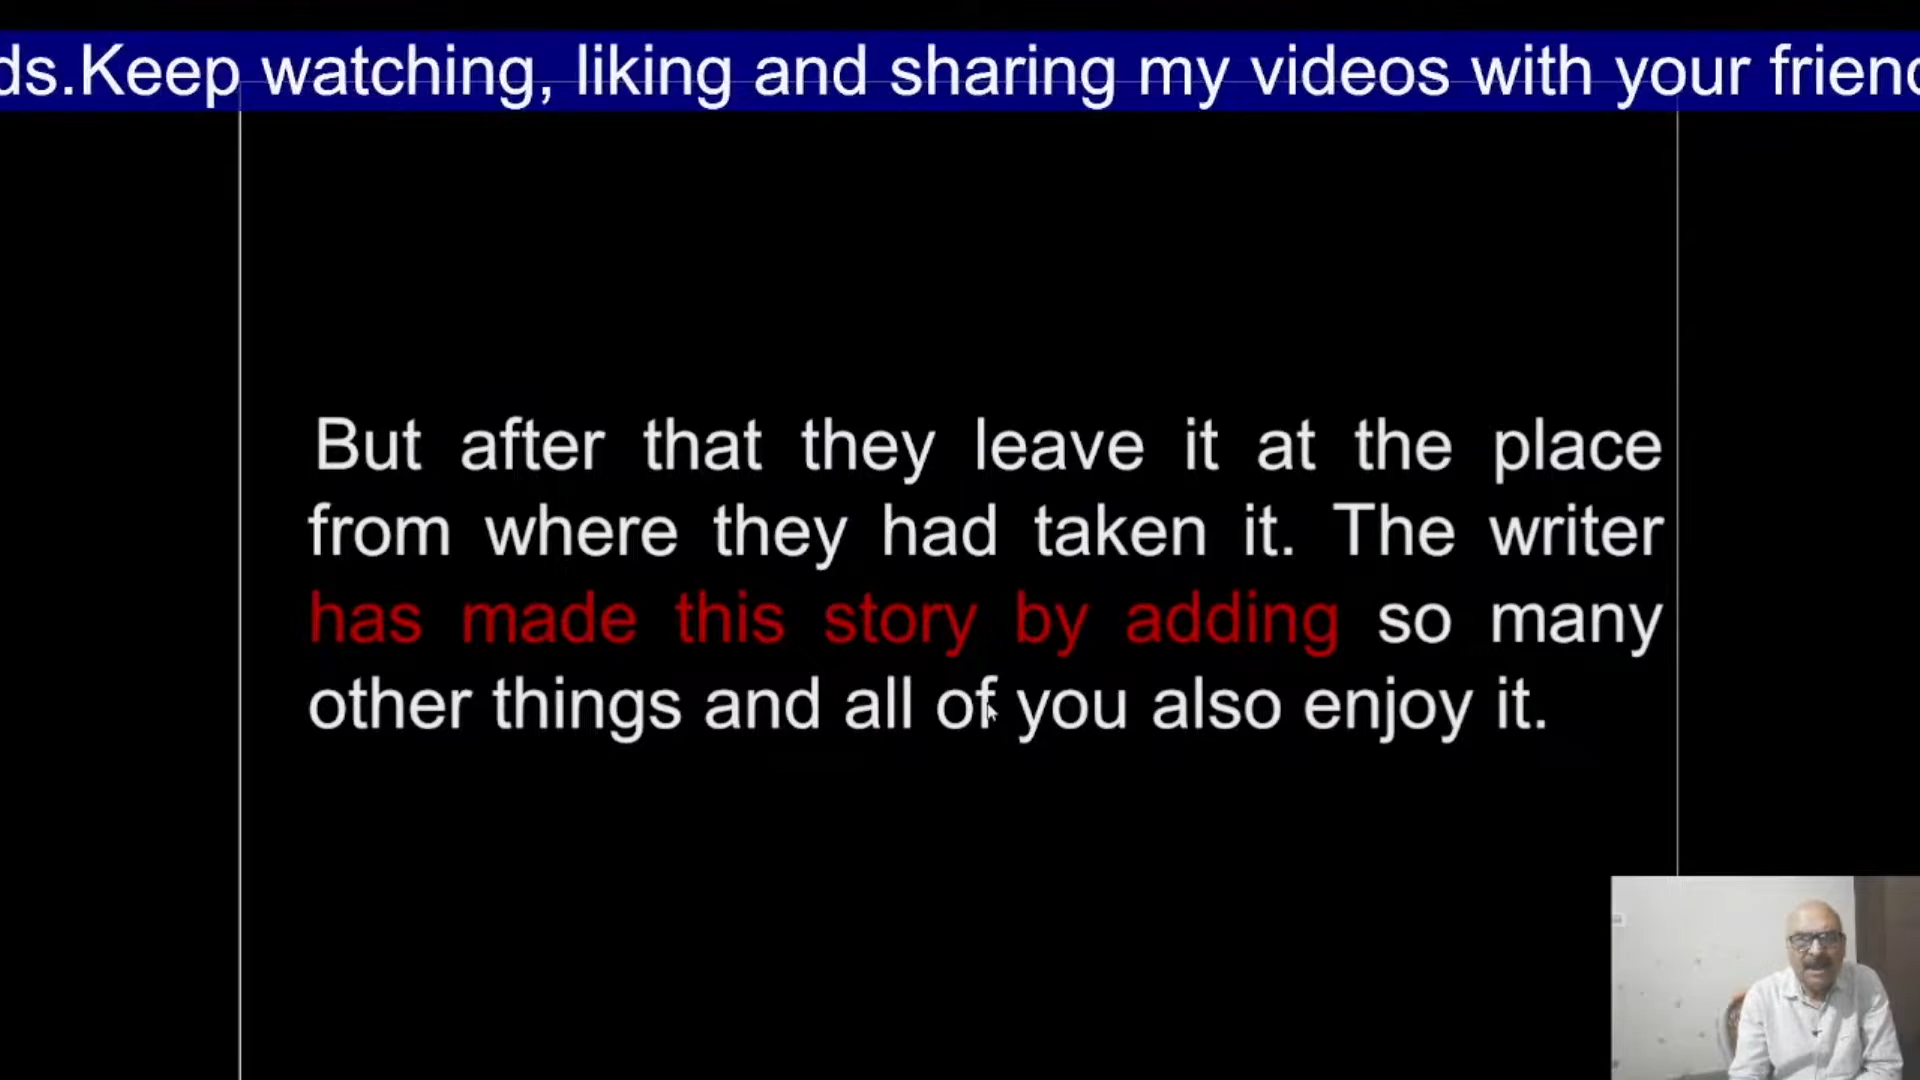 ds.Keep watching, liking and sharing my videos with your friend
But after that they leave it at the place
from where they had taken it. The writer
has made this story by adding so many
other things and all of you also enjoy it.